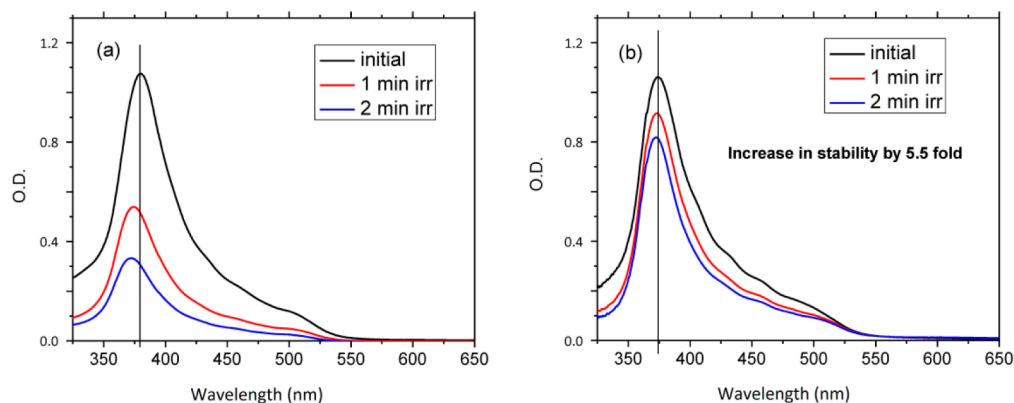 (a)
initial
1 min irr
2 min irr
1.2
0.8
0.4
0.0
O.D.
350 400 450 500 550 600 650
Wavelength (nm)
(b)
initial
1 min irr
2 min irr
Increase in stability by 5.5 fold
1.2
0.8
0.4
0.0
O.D.
350 400 450 500 550 600 650
Wavelength (nm)